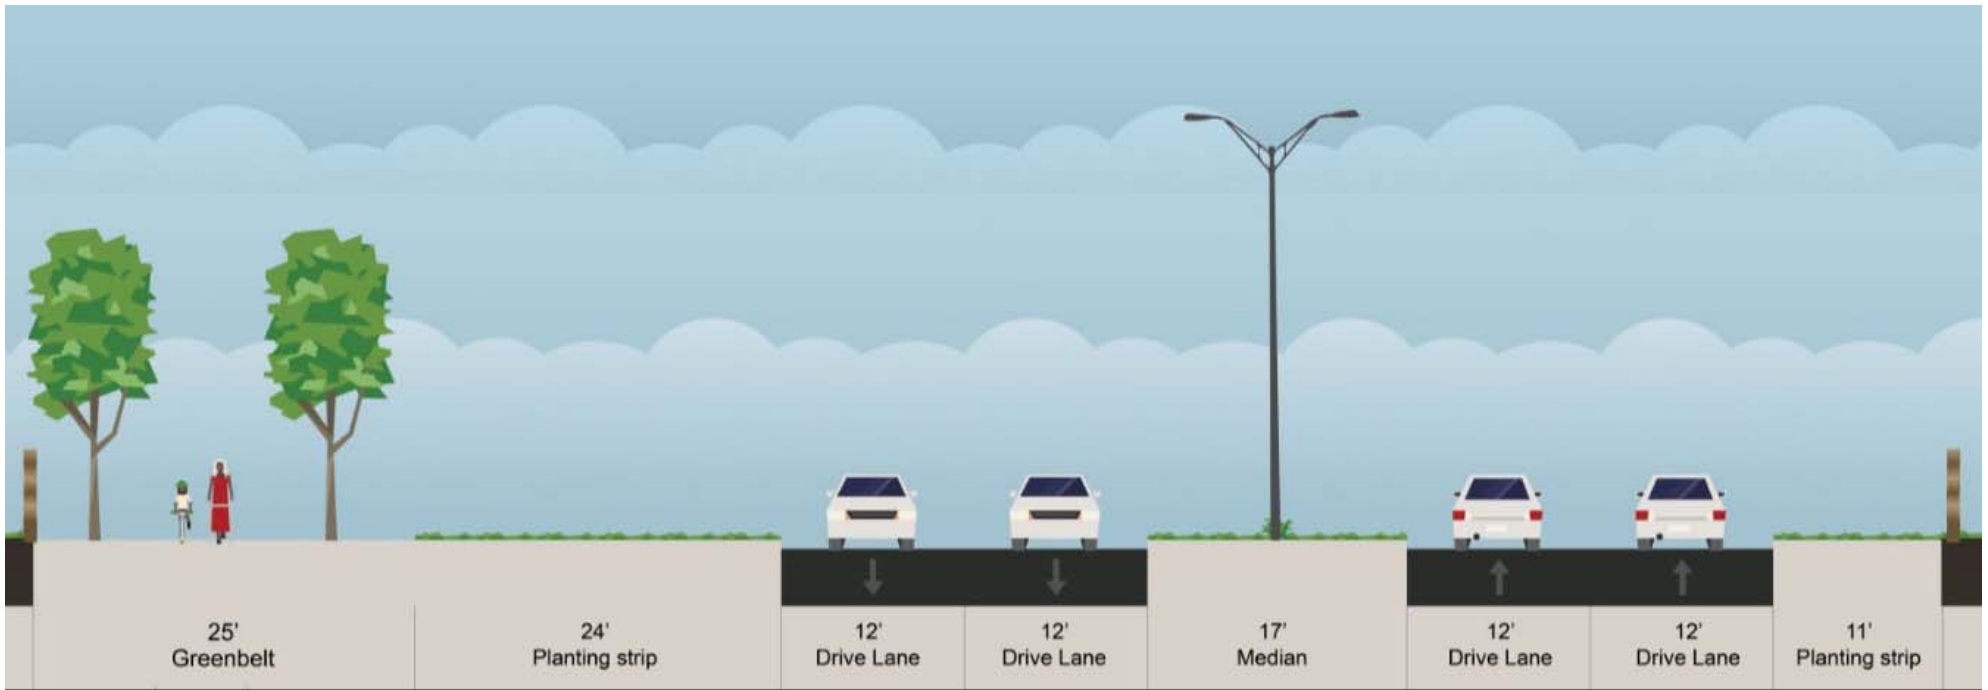 25’
Greenbelt
24’
Planting strip
12’
Drive Lane
12’
Drive Lane
17’
Median
12’
Drive Lane
12’
Drive Lane
11’
Planting strip